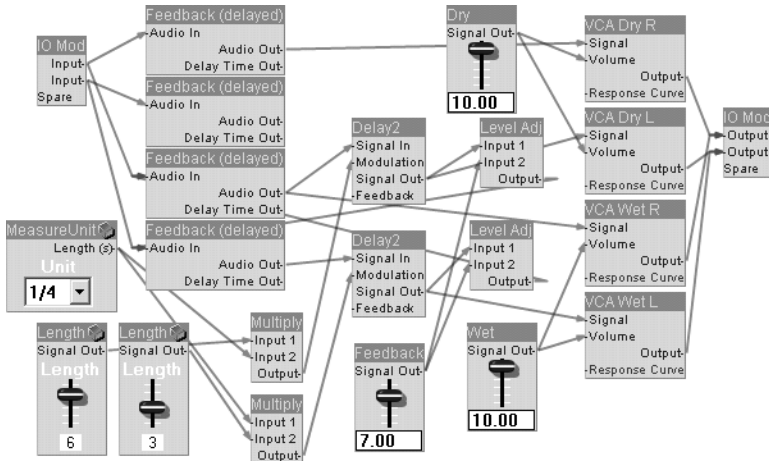 IO Mod
Input
Input
Spare
Feedback (delayed)
Audio In
Audio Out
Delay Time Out
Feedback (delayed)
Audio In
Audio Out
Delay Time Out
Feedback (delayed)
Audio In
Audio Out
Delay Time Out
Feedback (delayed)
Audio In
Audio Out
Delay Time Out
MeasureUnit
Length (s)
Unit
1/4
Length
Signal Out
Length
6
Length
Signal Out
Length
3
Multiply
Input 1
Input 2
Output
Multiply
Input 1
Input 2
Output
Delay2
Signal In
Modulation
Signal Out
Feedback
Delay2
Signal In
Modulation
Signal Out
Feedback
Feedback
Signal Out
7.00
Dry
Signal Out
10.00
Level Adj
Input 1
Input 2
Output
Level Adj
Input 1
Input 2
Output
Wet
Signal Out
10.00
VCA Dry R
Signal
Volume
Output
Response Curve
VCA Dry L
Signal
Volume
Output
Response Curve
VCA Wet R
Signal
Volume
Output
Response Curve
VCA Wet L
Signal
Volume
Output
Response Curve
IO Mod
Output
Output
Spare